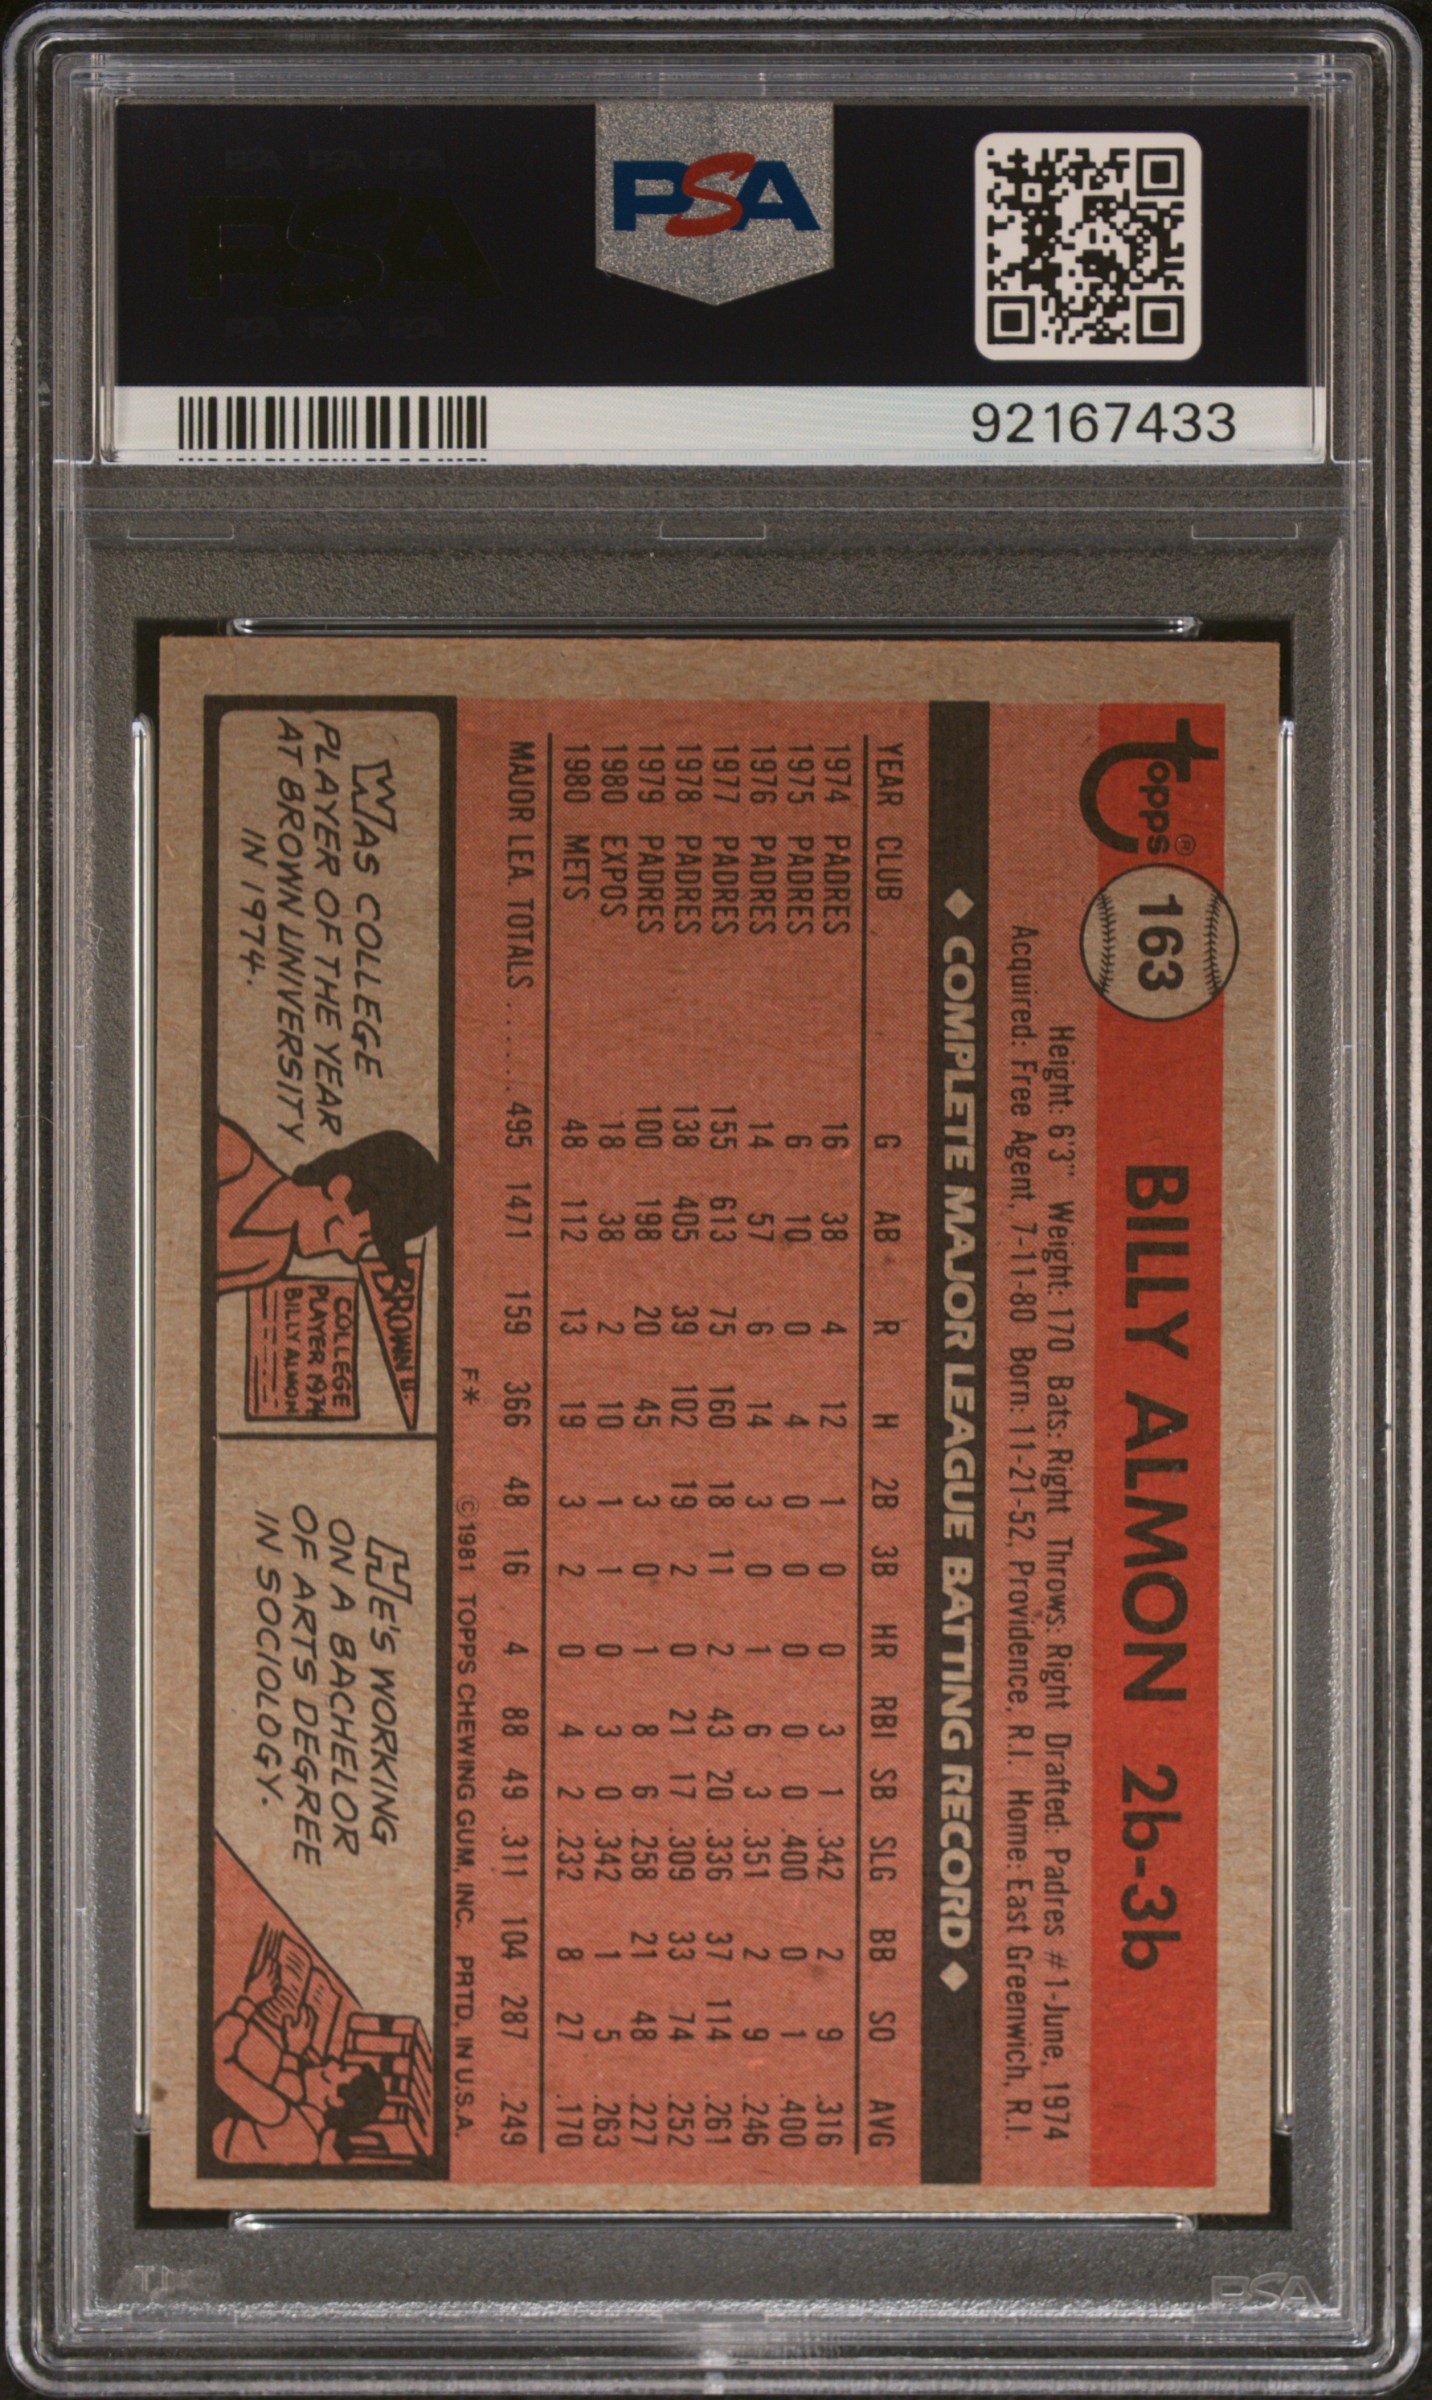 PSA
92167433
Topps® 163 BILLY ALMON 2b-3b
Height: 6'3" Weight: 170 Bats: Right Throws: Right Drafted: Padres #1-June, 1974
Acquired: Free Agent, 7-11-80 Born: 11-21-52, Providence, R.I. Home: East Greenwich, R.I.
◆ COMPLETE MAJOR LEAGUE BATTING RECORD ◆
YEAR CLUB G AB R H 2B 3B HR RBI SB SLG BB SO AVG
1974 PADRES 16 38 4 12 1 0 0 3 1 .342 2 9 .316
1975 PADRES 6 10 0 4 0 0 0 0 0 .400 0 1 .400
1976 PADRES 14 57 6 14 3 0 1 6 3 .351 2 9 .246
1977 PADRES 155 613 75 160 18 11 2 43 20 .336 37 114 .261
1978 PADRES 138 405 39 102 19 2 0 21 17 .309 33 74 .252
1979 PADRES 100 198 20 45 3 0 1 8 6 .258 21 48 .227
1980 EXPOS 18 38 2 10 1 1 0 3 0 .342 1 5 .263
1980 METS 48 112 13 19 3 2 0 4 2 .232 8 27 .170
MAJOR LEA. TOTALS ...... 495 1471 159 366 48 16 4 88 49 .311 104 287 .249
F* ©1981 TOPPS CHEWING GUM, INC. PRTD. IN U.S.A.
WAS COLLEGE
PLAYER OF THE YEAR
AT BROWN UNIVERSITY
IN 1974.
BROWN U.
COLLEGE
PLAYER 1974
BILLY ALMON
HE'S WORKING
ON A BACHELOR
OF ARTS DEGREE
IN SOCIOLOGY.
PSA